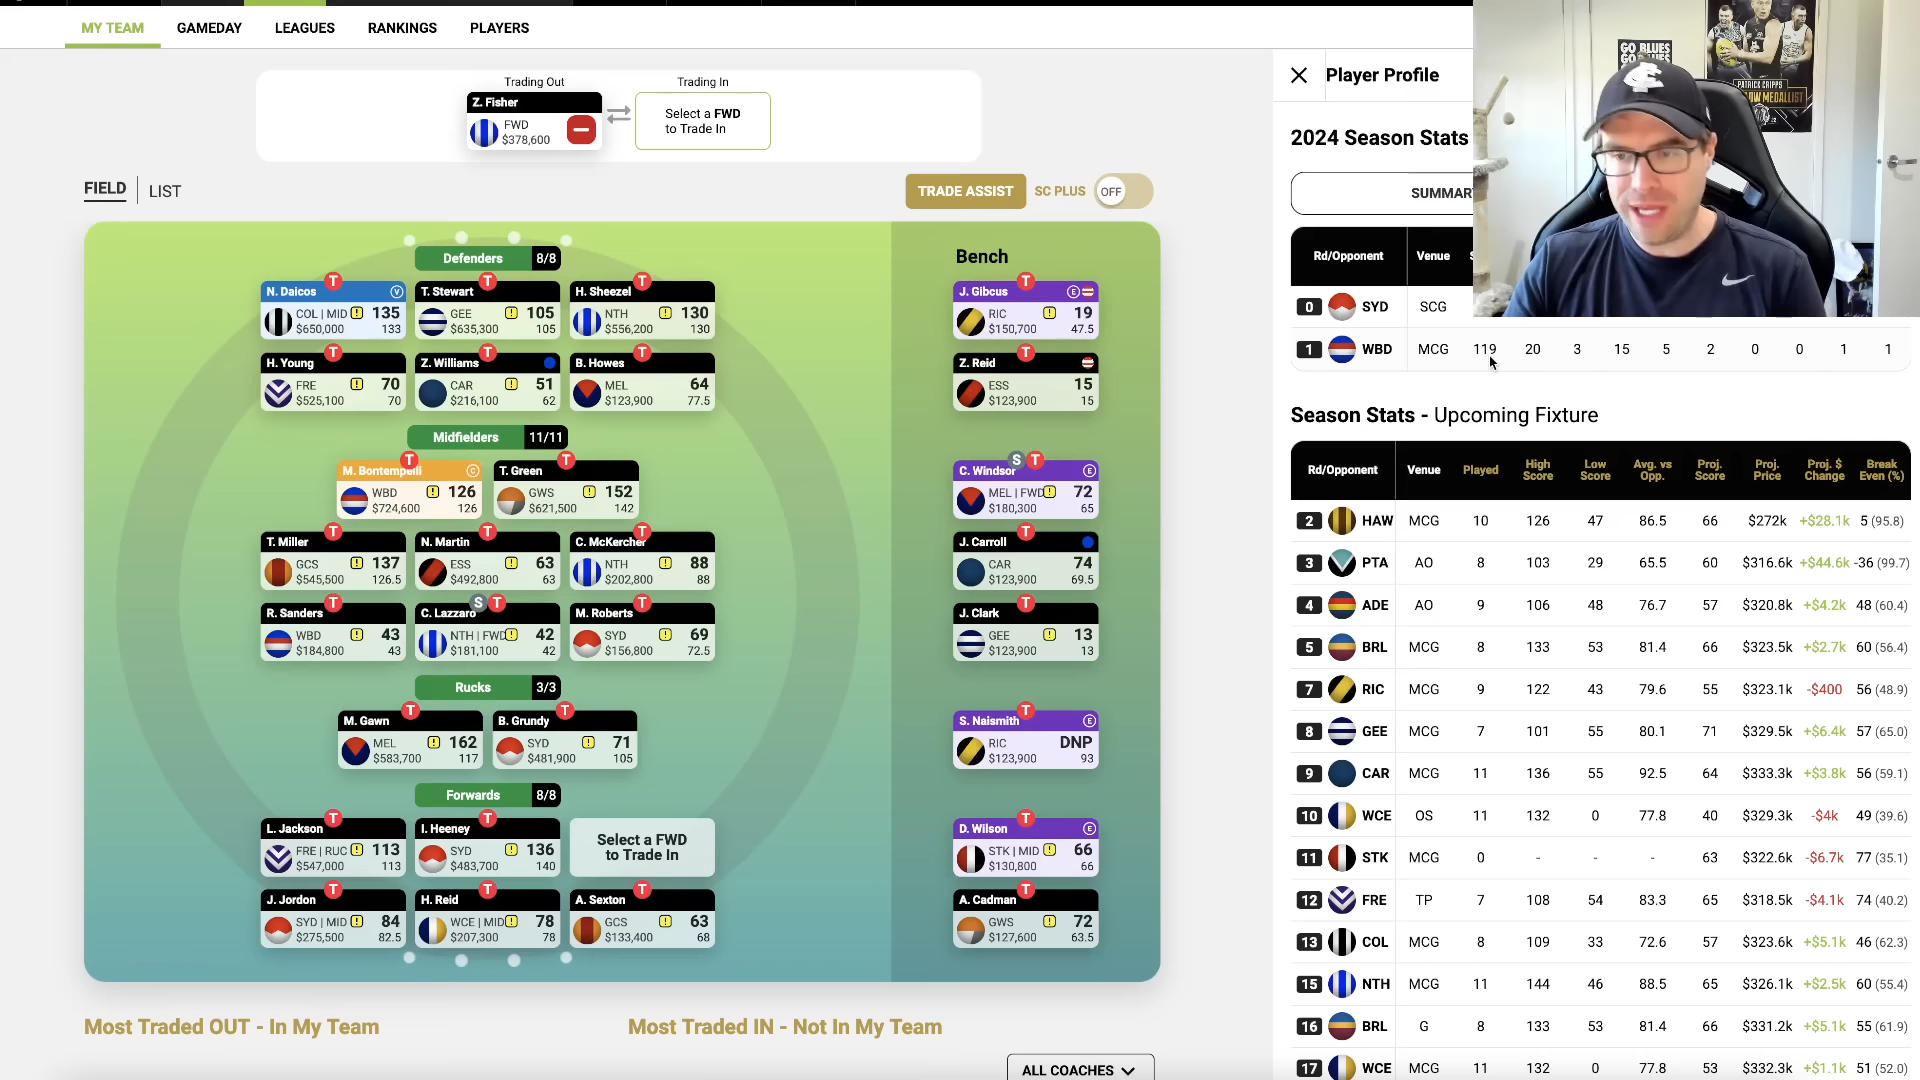 MY TEAM GAMEDAY LEAGUES RANKINGS PLAYERS
Trading Out
Trading In
Z. Fisher
FWD
$378,600
Select a FWD
to Trade In
FIELD LIST
TRADE ASSIST
SC PLUS OFF
Defenders 8/8
N. Daicos V
COL | MID 135
$650,000 133
T. Stewart
GEE 105
$635,300 105
H. Sheezel
NTH 130
$556,200 130
H. Young
FRE 70
$525,100 70
Z. Williams
CAR 51
$216,100 62
B. Howes
MEL 64
$123,900 77.5
Midfielders 11/11
M. Bontempelli C
WBD 126
$724,600 126
T. Green
GWS 152
$621,500 142
T. Miller
GCS 137
$545,500 126.5
N. Martin
ESS 63
$492,800 63
C. McKercher
NTH 88
$202,800 88
R. Sanders
WBD 43
$184,800 43
C. Lazzaro
NTH | FWD 42
$181,100 42
M. Roberts
SYD 69
$156,800 72.5
Rucks 3/3
M. Gawn
MEL 162
$583,700 117
B. Grundy
SYD 71
$481,900 105
Forwards 8/8
L. Jackson
FRE | RUC 113
$547,000 113
I. Heeney
SYD 136
$483,700 140
Select a FWD
to Trade In
J. Jordon
SYD | MID 84
$275,500 82.5
H. Reid
WCE | MID 78
$207,300 78
A. Sexton
GCS 63
$133,400 68
Bench
J. Gibcus E
RIC 19
$150,700 47.5
Z. Reid
ESS 15
$123,900 15
C. Windsor E
MEL | FWD 72
$180,300 65
J. Carroll
CAR 74
$123,900 69.5
J. Clark
GEE 13
$123,900 13
S. Naismith E
RIC DNP
$123,900 93
D. Wilson E
STK | MID 66
$130,800 66
A. Cadman
GWS 72
$127,600 63.5
Most Traded OUT - In My Team
Most Traded IN - Not In My Team
ALL COACHES
Player Profile
2024 Season Stats
Rd/Opponent Venue
0 SYD SCG
1 WBD MCG 119 20 3 15 5 2 0 0 1 1
Season Stats - Upcoming Fixture
Rd/Opponent Venue Played High Score Low Score Avg. vs Opp. Proj. Score Proj. Price Proj. $ Change Break Even (%)
2 HAW MCG 10 126 47 86.5 66 $272k +$28.1k 5 (95.8)
3 PTA AO 8 103 29 65.5 60 $316.6k +$44.6k -36 (99.7)
4 ADE AO 9 106 48 76.7 57 $320.8k +$4.2k 48 (60.4)
5 BRL MCG 8 133 53 81.4 66 $323.5k +$2.7k 60 (56.4)
7 RIC MCG 9 122 43 79.6 55 $323.1k -$400 56 (48.9)
8 GEE MCG 7 101 55 80.1 71 $329.5k +$6.4k 57 (65.0)
9 CAR MCG 11 136 55 92.5 64 $333.3k +$3.8k 56 (59.1)
10 WCE OS 11 132 0 77.8 40 $329.3k -$4k 49 (39.6)
11 STK MCG 0 - - - 63 $322.6k -$6.7k 77 (35.1)
12 FRE TP 7 108 54 83.3 65 $318.5k -$4.1k 74 (40.2)
13 COL MCG 8 109 33 72.6 57 $323.6k +$5.1k 46 (62.3)
15 NTH MCG 11 144 46 88.5 65 $326.1k +$2.5k 60 (55.4)
16 BRL G 8 133 53 81.4 66 $331.2k +$5.1k 55 (61.9)
17 WCE MCG 11 132 0 77.8 53 $332.3k +$1.1k 51 (52.0)
GO BLUES
PATRICK CRIPPS
MEDALLIST